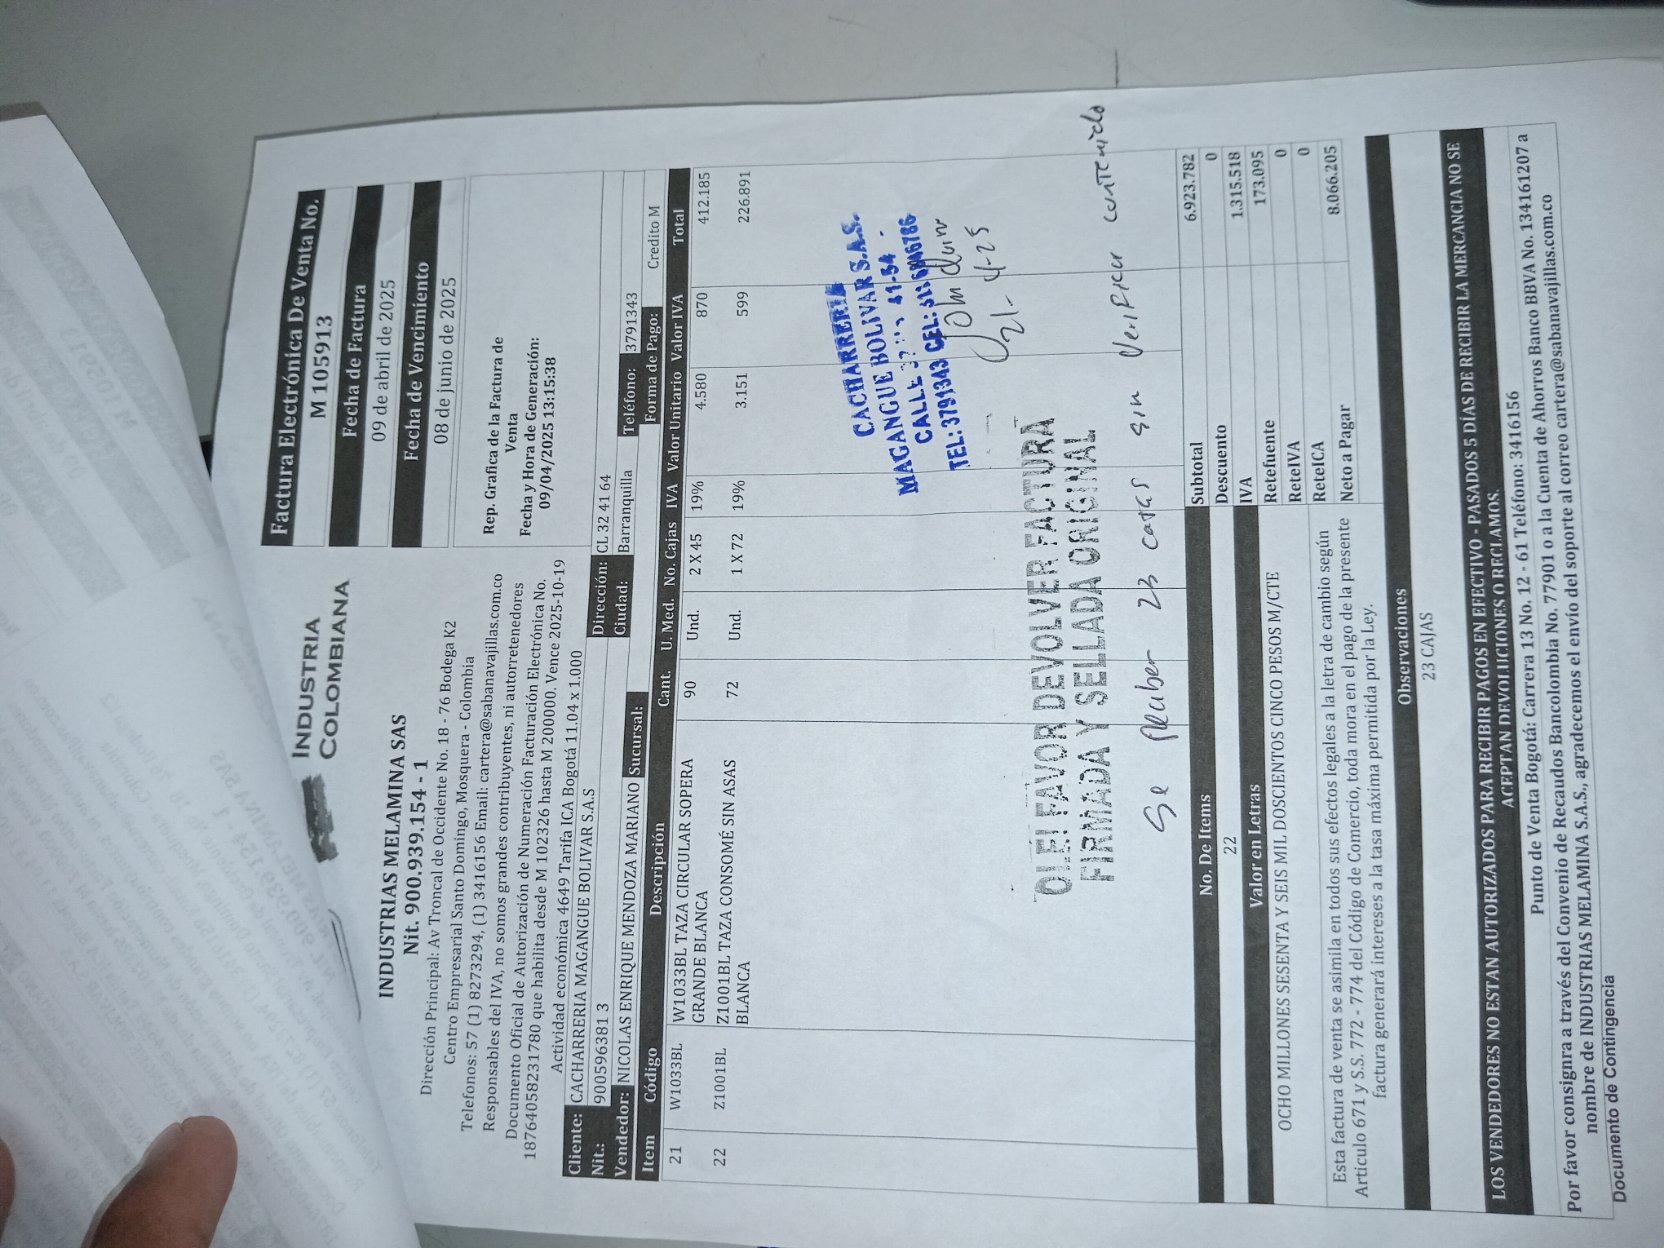 INDUSTRIA
COLOMBIANA
Factura Electrónica De Venta No.
M 105913
Fecha de Factura
09 de abril de 2025
Fecha de Vencimiento
08 de junio de 2025
INDUSTRIAS MELAMINA SAS
Nit. 900.939.154 - 1
Dirección Principal: Av Troncal de Occidente No. 18 - 76 Bodega K2
Centro Empresarial Santo Domingo, Mosquera - Colombia
Telefonos: 57 (1) 8273294, (1) 3416156 Email: cartera@sabanavajillas.com.co
Responsables del IVA, no somos grandes contribuyentes, ni autorretenedores
Documento Oficial de Autorización de Numeración Facturación Electrónica No.
18764058231780 que habilita desde M 102326 hasta M 200000. Vence 2025-10-19
Actividad económica 4649 Tarifa ICA Bogotá 11.04 x 1.000
Rep. Grafica de la Factura de
Venta
Fecha y Hora de Generación:
09/04/2025 13:15:38
Cliente: CACHARRERIA MAGANGUE BOLIVAR S.A.S Dirección: CL 32 41 64
Nit.: 900596381 3 Ciudad: Barranquilla Teléfono: 3791343
Vendedor: NICOLAS ENRIQUE MENDOZA MARIANO Sucursal: Forma de Pago: Credito M
Item Código Descripción Cant. U. Med. No. Cajas IVA Valor Unitario Valor IVA Total
21 W1033BL W1033BL TAZA CIRCULAR SOPERA 90 Und. 2 X 45 19% 4.580 870 412.185
GRANDE BLANCA
22 Z1001BL Z1001BL TAZA CONSOMÉ SIN ASAS 72 Und. 1 X 72 19% 3.151 599 226.891
BLANCA
CACHARRERIA
MAGANGUE BOLIVAR S.A.S.
CALLE 41-54 -
TEL: 3791343 CEL:
John
21-4-25
FAVOR DEVOLVER FACTURA
FIRMADA Y SELLADA ORIGINAL
Se reciben 23 cajas sin verificar contenido
No. De Items
22
Valor en Letras
OCHO MILLONES SESENTA Y SEIS MIL DOSCIENTOS CINCO PESOS M/CTE
Subtotal 6.923.782
Descuento 0
IVA 1.315.518
Retefuente 173.095
ReteIVA 0
ReteICA 0
Neto a Pagar 8.066.205
Esta factura de venta se asimila en todos sus efectos legales a la letra de cambio según
Articulo 671 y S.S. 772 - 774 del Código de Comercio, toda mora en el pago de la presente
factura generará intereses a la tasa máxima permitida por la Ley.
Observaciones
23 CAJAS
LOS VENDEDORES NO ESTAN AUTORIZADOS PARA RECIBIR PAGOS EN EFECTIVO - PASADOS 5 DÍAS DE RECIBIR LA MERCANCIA NO SE
ACEPTAN DEVOLUCIONES O RECLAMOS.
Punto de Venta Bogotá: Carrera 13 No. 12 - 61 Teléfono: 3416156
Por favor consignra a través del Convenio de Recaudos Bancolombia No. 77901 o a la Cuenta de Ahorros Banco BBVA No. 134161207 a
nombre de INDUSTRIAS MELAMINA S.A.S., agradecemos el envío del soporte al correo cartera@sabanavajillas.com.co
Documento de Contingencia